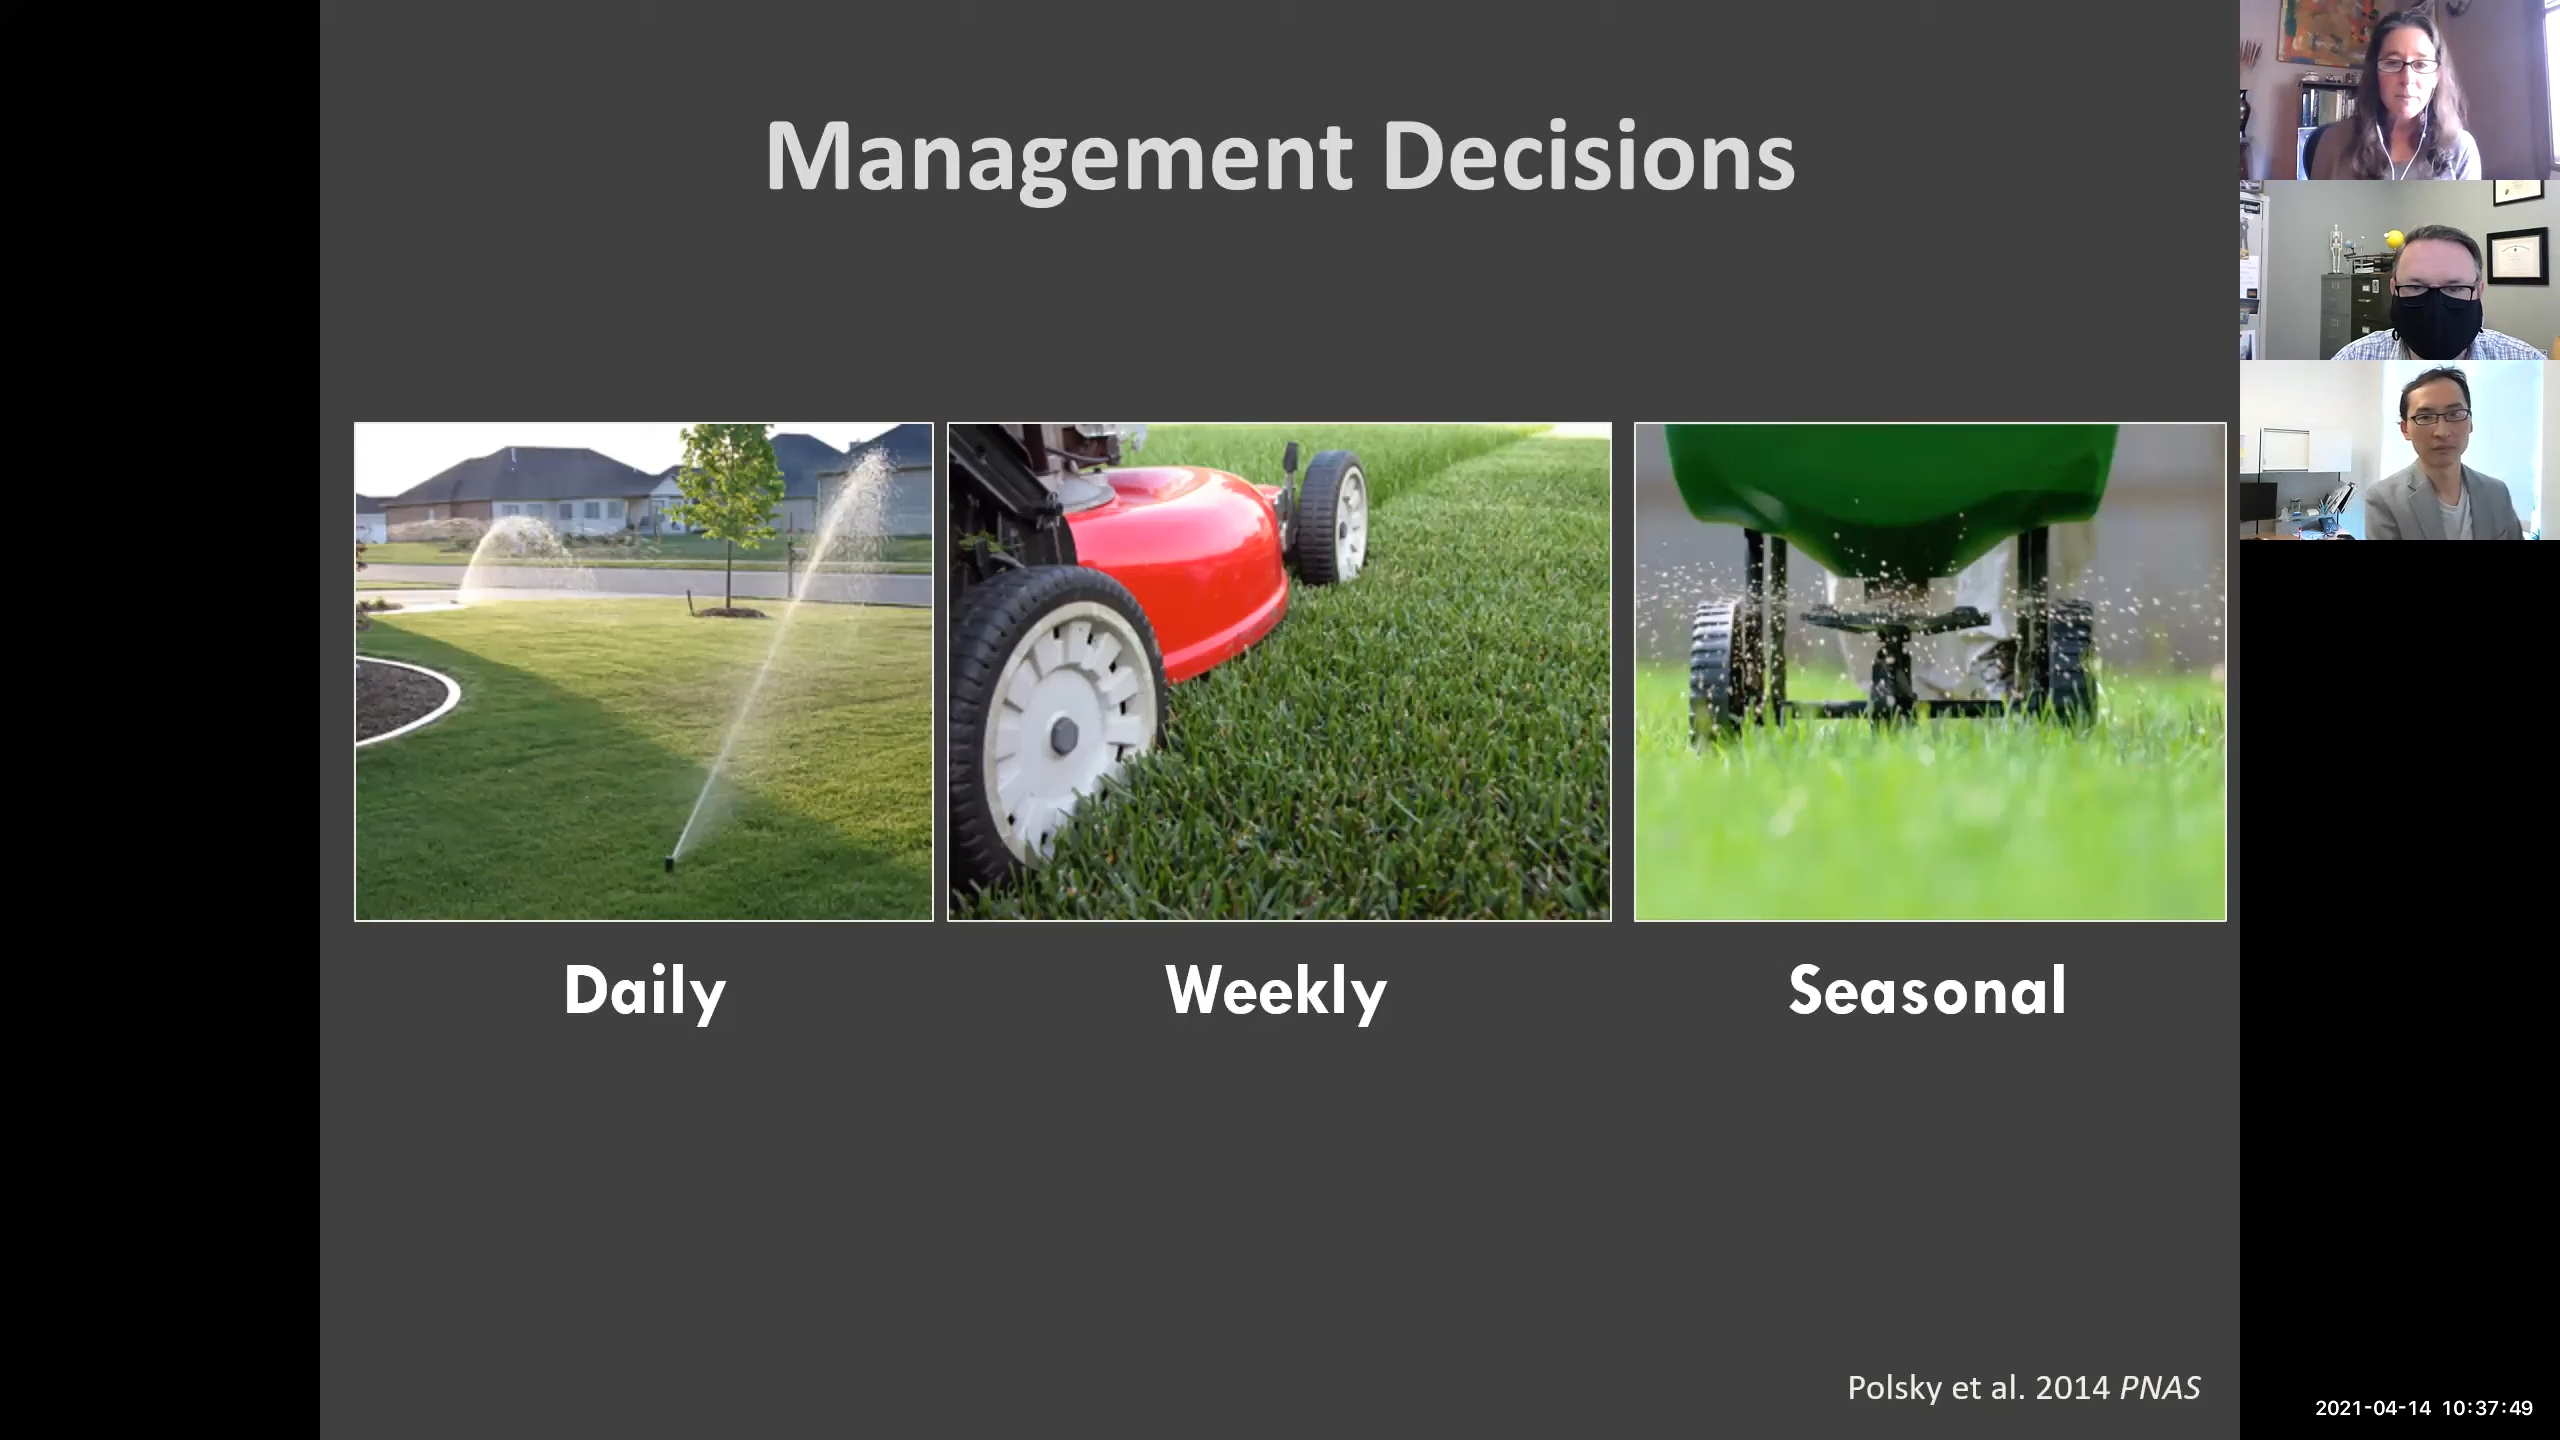 Management Decisions
Daily
Weekly
Seasonal
Polsky et al. 2014 PNAS
2021-04-14 10:37:49